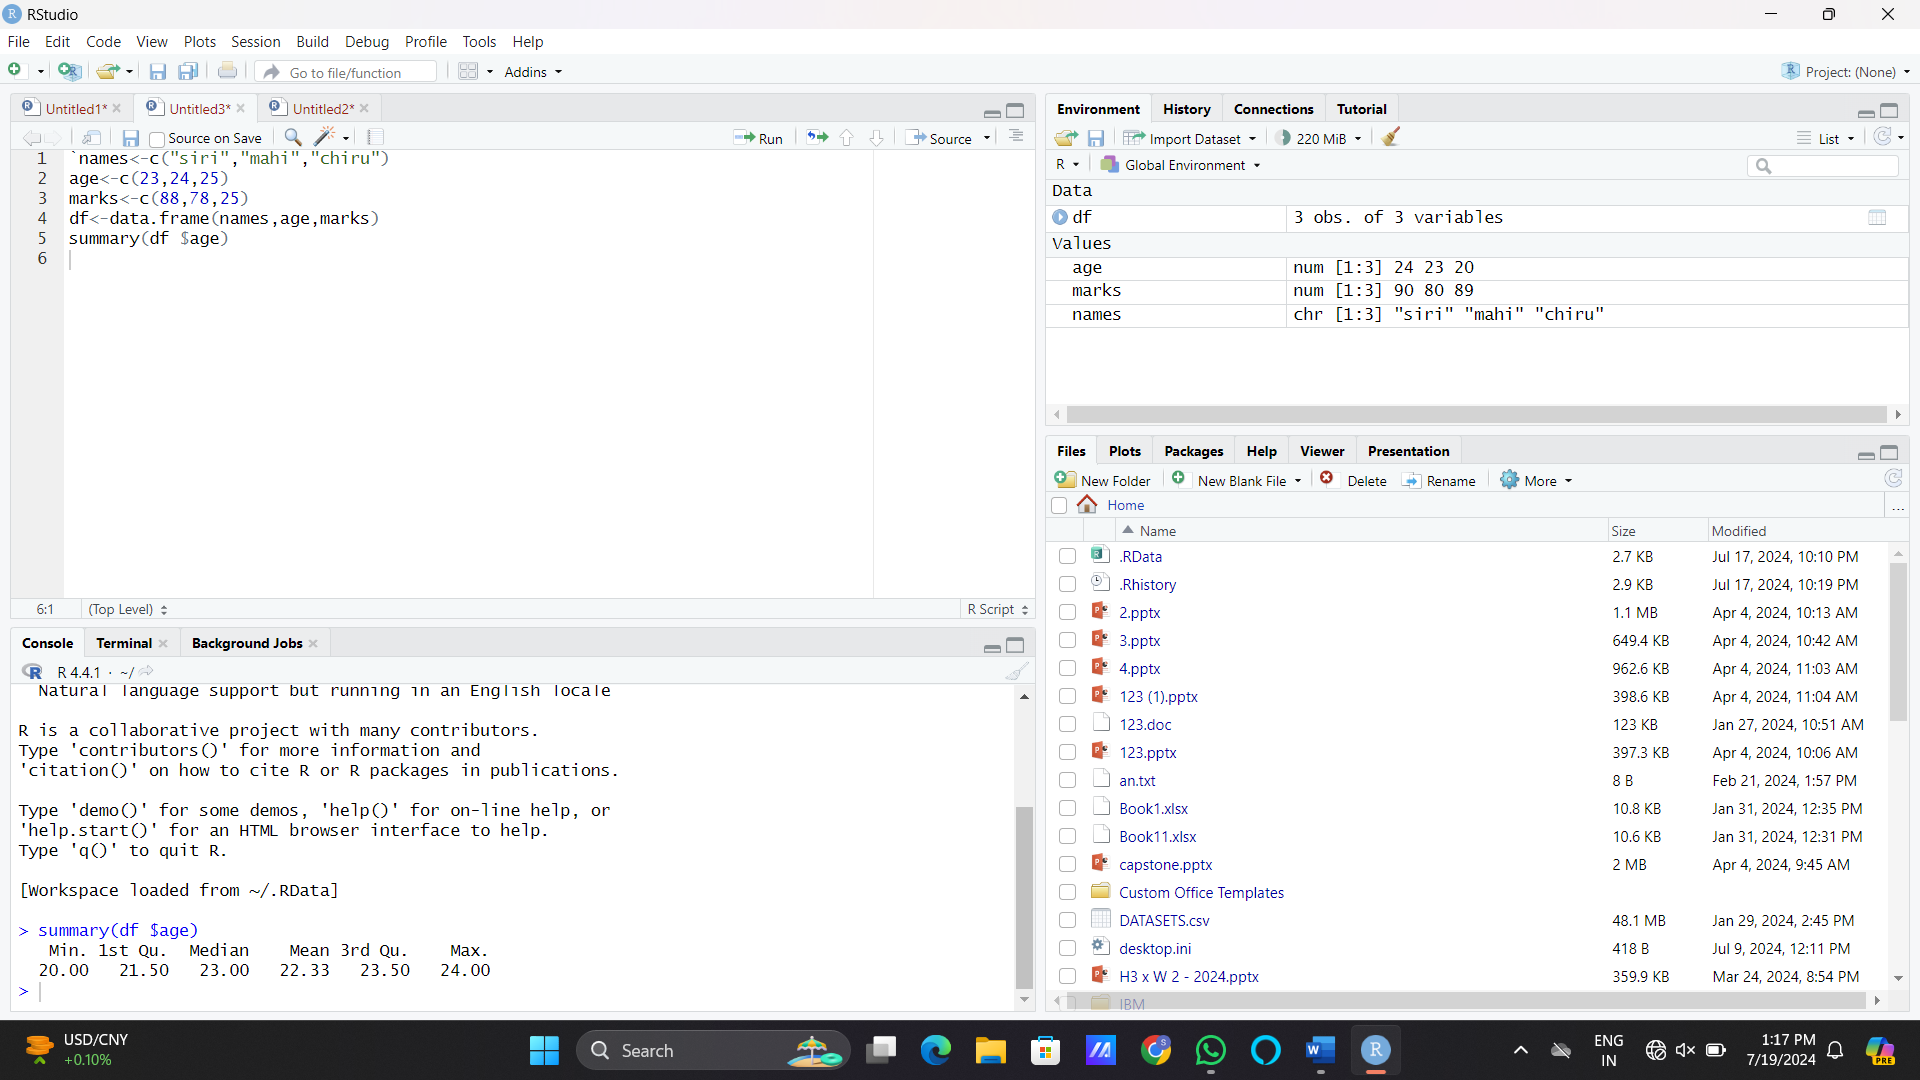 RStudio
File Edit Code View Plots Session Build Debug Profile Tools Help
Go to file/function Addins Project: (None)
Untitled1* Untitled3* Untitled2*
Source on Save Run Source
1 `names<-c("siri","mahi","chiru")
2 age<-c(23,24,25)
3 marks<-c(88,78,25)
4 df<-data.frame(names,age,marks)
5 summary(df $age)
6
6:1 (Top Level) R Script
Console Terminal Background Jobs
R 4.4.1 · ~/
Natural language support but running in an English locale
R is a collaborative project with many contributors.
Type 'contributors()' for more information and
'citation()' on how to cite R or R packages in publications.
Type 'demo()' for some demos, 'help()' for on-line help, or
'help.start()' for an HTML browser interface to help.
Type 'q()' to quit R.
[Workspace loaded from ~/.RData]
> summary(df $age)
Min. 1st Qu. Median Mean 3rd Qu. Max.
20.00 21.50 23.00 22.33 23.50 24.00
>
Environment History Connections Tutorial
Import Dataset 220 MiB List
R Global Environment
Data
df 3 obs. of 3 variables
Values
age num [1:3] 24 23 20
marks num [1:3] 90 80 89
names chr [1:3] "siri" "mahi" "chiru"
Files Plots Packages Help Viewer Presentation
New Folder New Blank File Delete Rename More
Home ...
Name Size Modified
.RData 2.7 KB Jul 17, 2024, 10:10 PM
.Rhistory 2.9 KB Jul 17, 2024, 10:19 PM
2.pptx 1.1 MB Apr 4, 2024, 10:13 AM
3.pptx 649.4 KB Apr 4, 2024, 10:42 AM
4.pptx 962.6 KB Apr 4, 2024, 11:03 AM
123 (1).pptx 398.6 KB Apr 4, 2024, 11:04 AM
123.doc 123 KB Jan 27, 2024, 10:51 AM
123.pptx 397.3 KB Apr 4, 2024, 10:06 AM
an.txt 8 B Feb 21, 2024, 1:57 PM
Book1.xlsx 10.8 KB Jan 31, 2024, 12:35 PM
Book11.xlsx 10.6 KB Jan 31, 2024, 12:31 PM
capstone.pptx 2 MB Apr 4, 2024, 9:45 AM
Custom Office Templates
DATASETS.csv 48.1 MB Jan 29, 2024, 2:45 PM
desktop.ini 418 B Jul 9, 2024, 12:11 PM
H3 x W 2 - 2024.pptx 359.9 KB Mar 24, 2024, 8:54 PM
IBM
USD/CNY
+0.10%
Search
ENG
IN
1:17 PM
7/19/2024
PRE